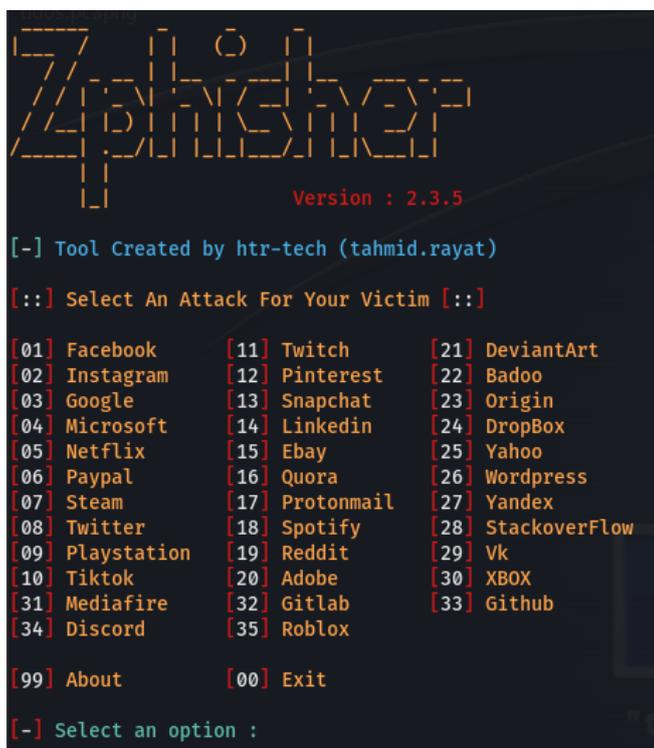 Zphisher
Version : 2.3.5
[-] Tool Created by htr-tech (tahmid.rayat)
[::] Select An Attack For Your Victim [::]
[01] Facebook [11] Twitch [21] DeviantArt
[02] Instagram [12] Pinterest [22] Badoo
[03] Google [13] Snapchat [23] Origin
[04] Microsoft [14] Linkedin [24] DropBox
[05] Netflix [15] Ebay [25] Yahoo
[06] Paypal [16] Quora [26] Wordpress
[07] Steam [17] Protonmail [27] Yandex
[08] Twitter [18] Spotify [28] StackoverFlow
[09] Playstation [19] Reddit [29] Vk
[10] Tiktok [20] Adobe [30] XBOX
[31] Mediafire [32] Gitlab [33] Github
[34] Discord [35] Roblox
[99] About [00] Exit
[-] Select an option :